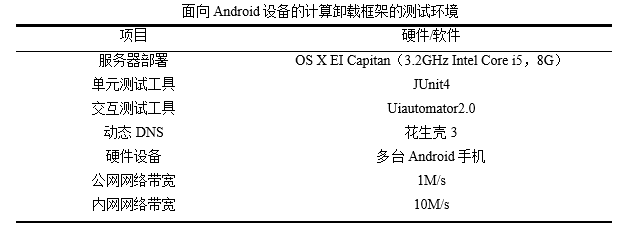 面向 Android 设备的计算卸载框架的测试环境
项目 硬件/软件
服务器部署 OS X EI Capitan（3.2GHz Intel Core i5，8G）
单元测试工具 JUnit4
交互测试工具 Uiautomator2.0
动态 DNS 花生壳 3
硬件设备 多台 Android 手机
公网网络带宽 1M/s
内网网络带宽 10M/s